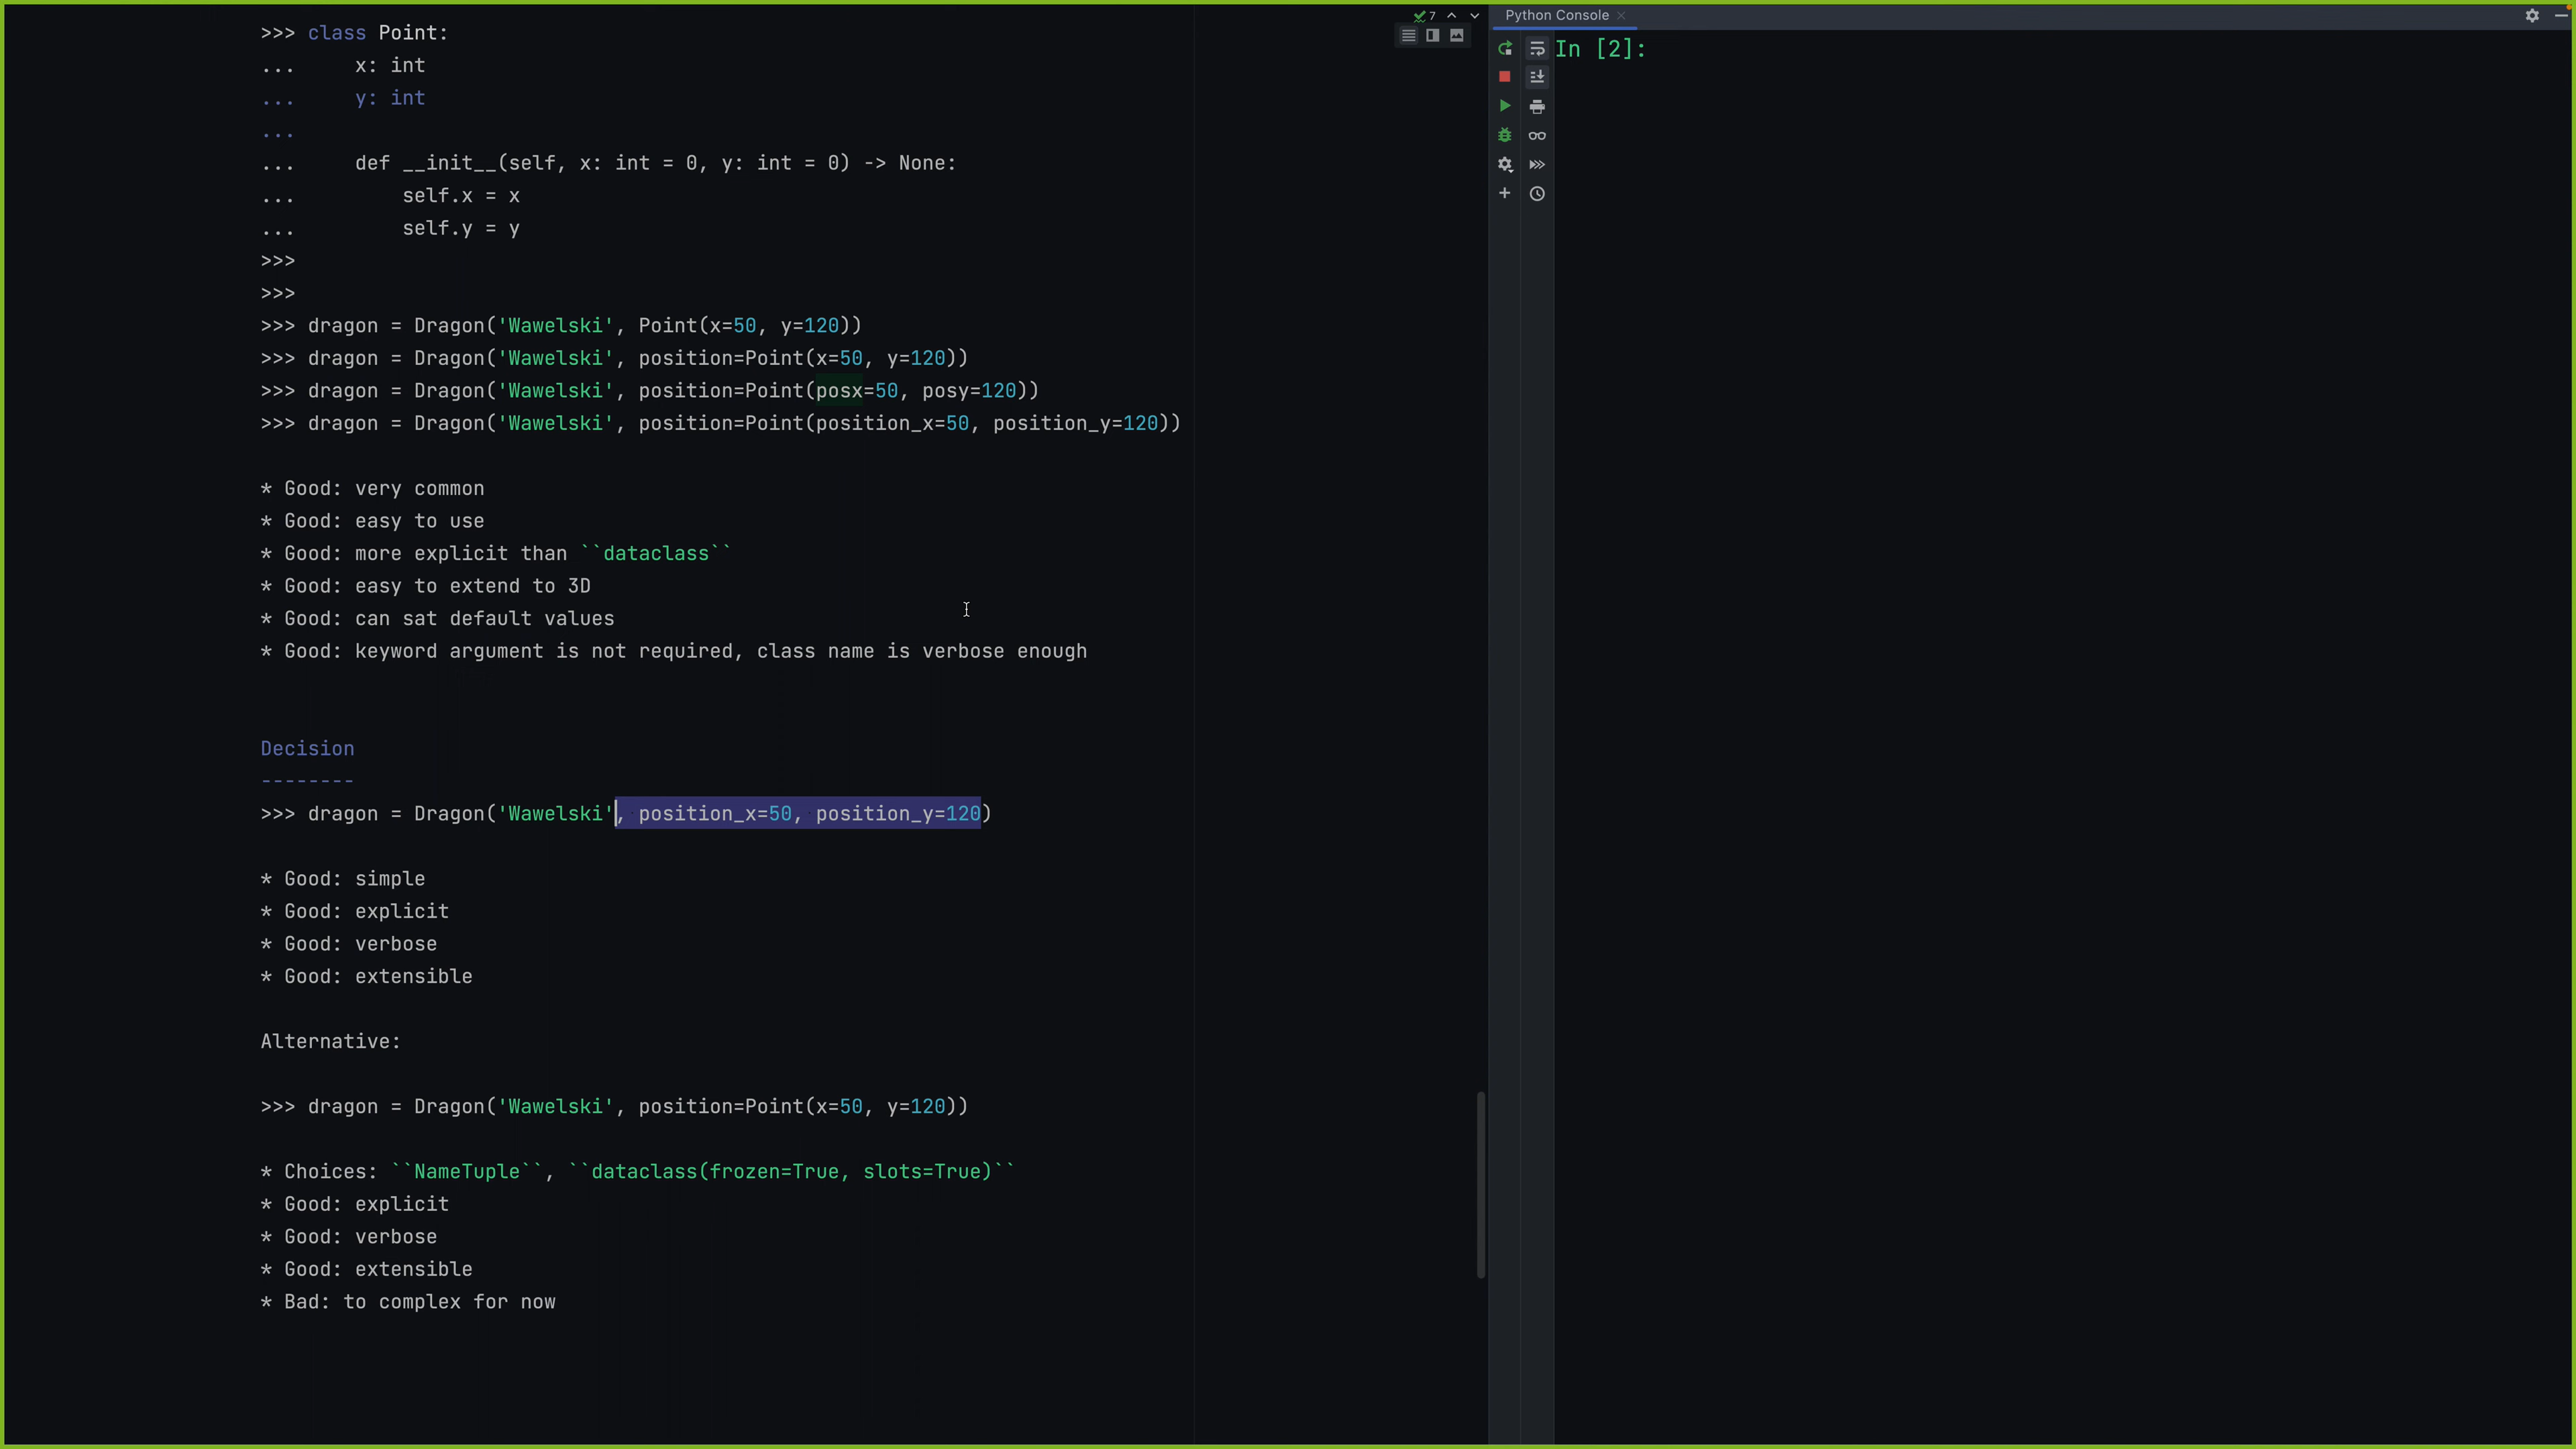 >>> class Point:
...     x: int
...     y: int
...
...     def __init__(self, x: int = 0, y: int = 0) -> None:
...         self.x = x
...         self.y = y
>>>
>>>
>>> dragon = Dragon('Wawelski', Point(x=50, y=120))
>>> dragon = Dragon('Wawelski', position=Point(x=50, y=120))
>>> dragon = Dragon('Wawelski', position=Point(posx=50, posy=120))
>>> dragon = Dragon('Wawelski', position=Point(position_x=50, position_y=120))
* Good: very common
* Good: easy to use
* Good: more explicit than ``dataclass``
* Good: easy to extend to 3D
* Good: can sat default values
* Good: keyword argument is not required, class name is verbose enough
Decision
--------
>>> dragon = Dragon('Wawelski', position_x=50, position_y=120)
* Good: simple
* Good: explicit
* Good: verbose
* Good: extensible
Alternative:
>>> dragon = Dragon('Wawelski', position=Point(x=50, y=120))
* Choices: ``NameTuple``, ``dataclass(frozen=True, slots=True)``
* Good: explicit
* Good: verbose
* Good: extensible
* Bad: to complex for now
7
Python Console
In [2]: